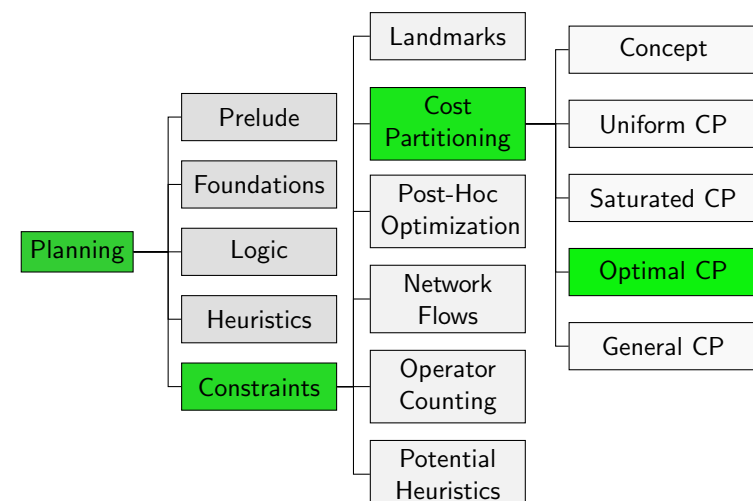 Planning
Prelude
Foundations
Logic
Heuristics
Constraints
Landmarks
Cost
Partitioning
Post-Hoc
Optimization
Network
Flows
Operator
Counting
Potential
Heuristics
Concept
Uniform CP
Saturated CP
Optimal CP
General CP